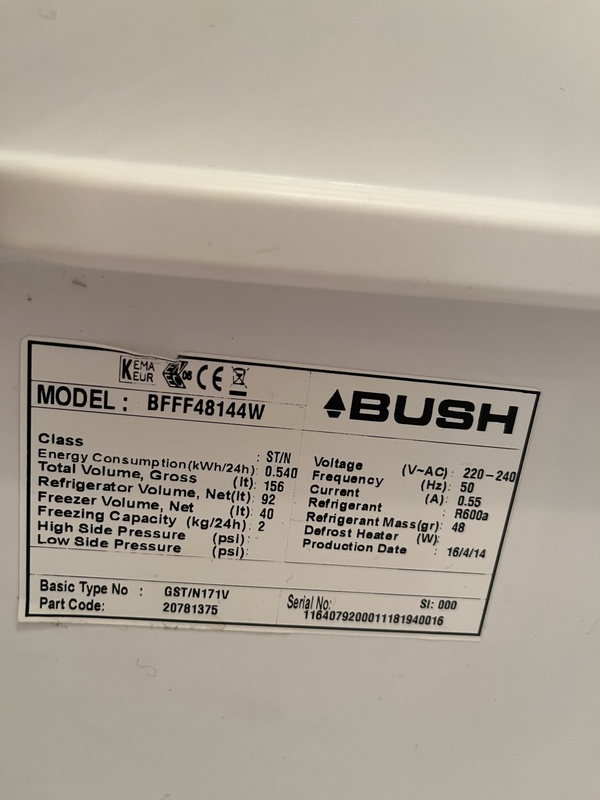 KEMA EUR 05 CE
MODEL : BFFF48144W
BUSH
Class : ST/N
Energy Consumption(kWh/24h): 0.540
Total Volume, Gross (lt): 156
Refrigerator Volume, Net(lt): 92
Freezer Volume, Net (lt): 40
Freezing Capacity (kg/24h): 2
High Side Pressure (psi):
Low Side Pressure (psi):
Voltage (V~AC) : 220-240
Frequency (Hz): 50
Current (A): 0.55
Refrigerant : R600a
Refrigerant Mass(gr): 48
Defrost Heater (W):
Production Date : 16/4/14
Basic Type No : GST/N171V
Part Code: 20781375
Serial No: SI: 000
1164079200011181940016